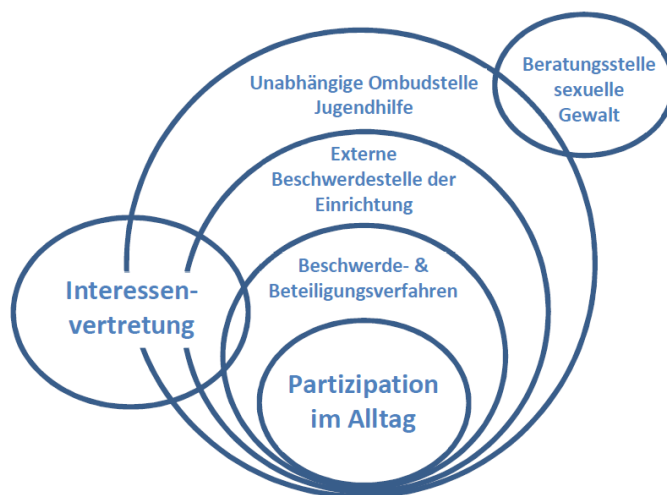 Unabhängige Ombudstelle
Jugendhilfe
Beratungsstelle
sexuelle
Gewalt
Externe
Beschwerdestelle der
Einrichtung
Beschwerde- &
Beteiligungsverfahren
Interessen-
vertretung
Partizipation
im Alltag